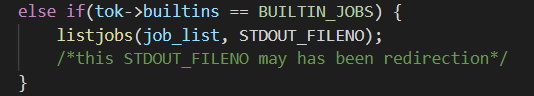 else if(tok->builtins == BUILTIN_JOBS) {
listjobs(job_list, STDOUT_FILENO);
/*this STDOUT_FILENO may has been redirection*/
}